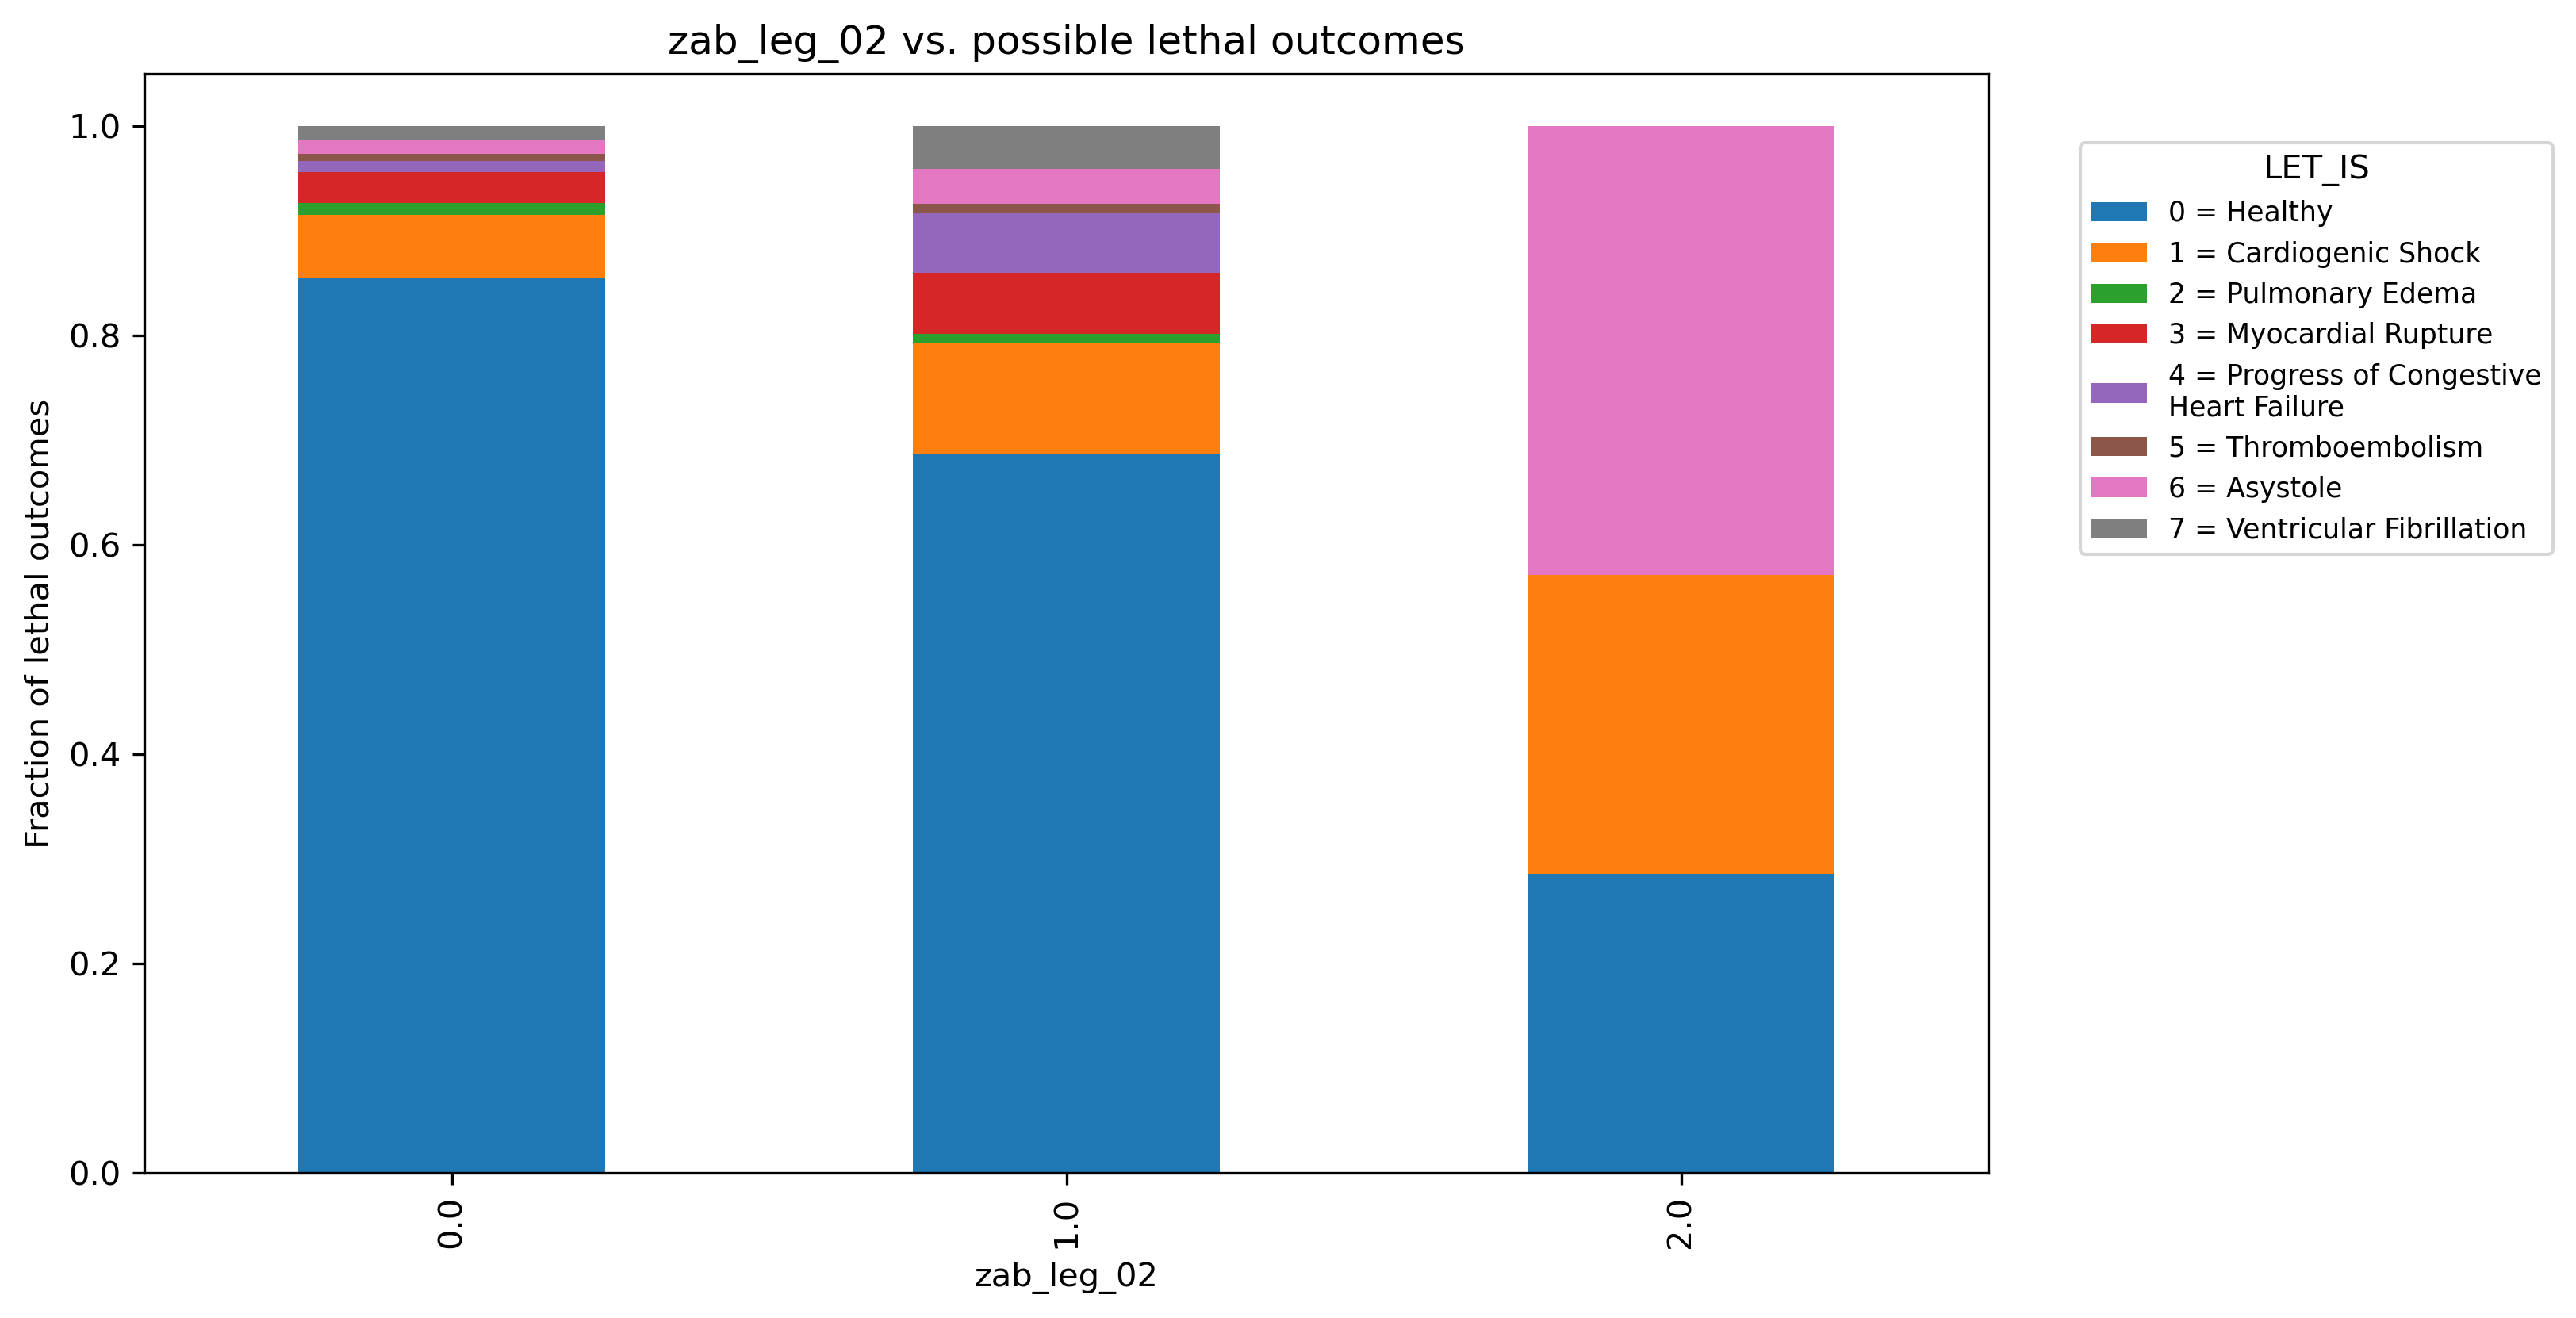 zab_leg_02 vs. possible lethal outcomes
Fraction of lethal outcomes
1.0
0.8
0.6
0.4
0.2
0.0
0.0
1.0
2.0
zab_leg_02
LET_IS
0 = Healthy
1 = Cardiogenic Shock
2 = Pulmonary Edema
3 = Myocardial Rupture
4 = Progress of Congestive
Heart Failure
5 = Thromboembolism
6 = Asystole
7 = Ventricular Fibrillation